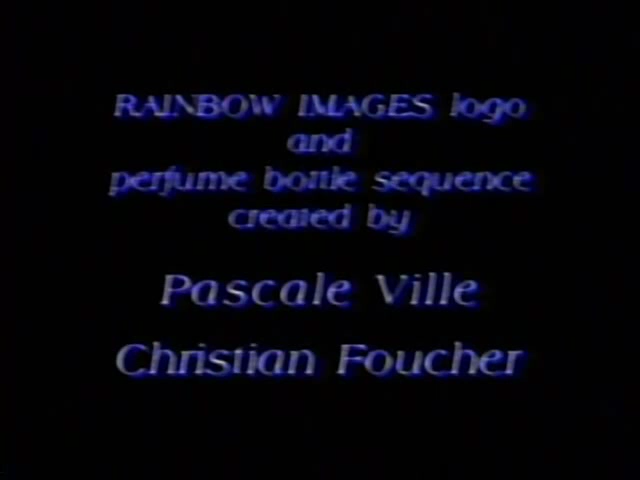 RAINBOW IMAGES logo
and
perfume bottle sequence
created by
Pascale Ville
Christian Foucher